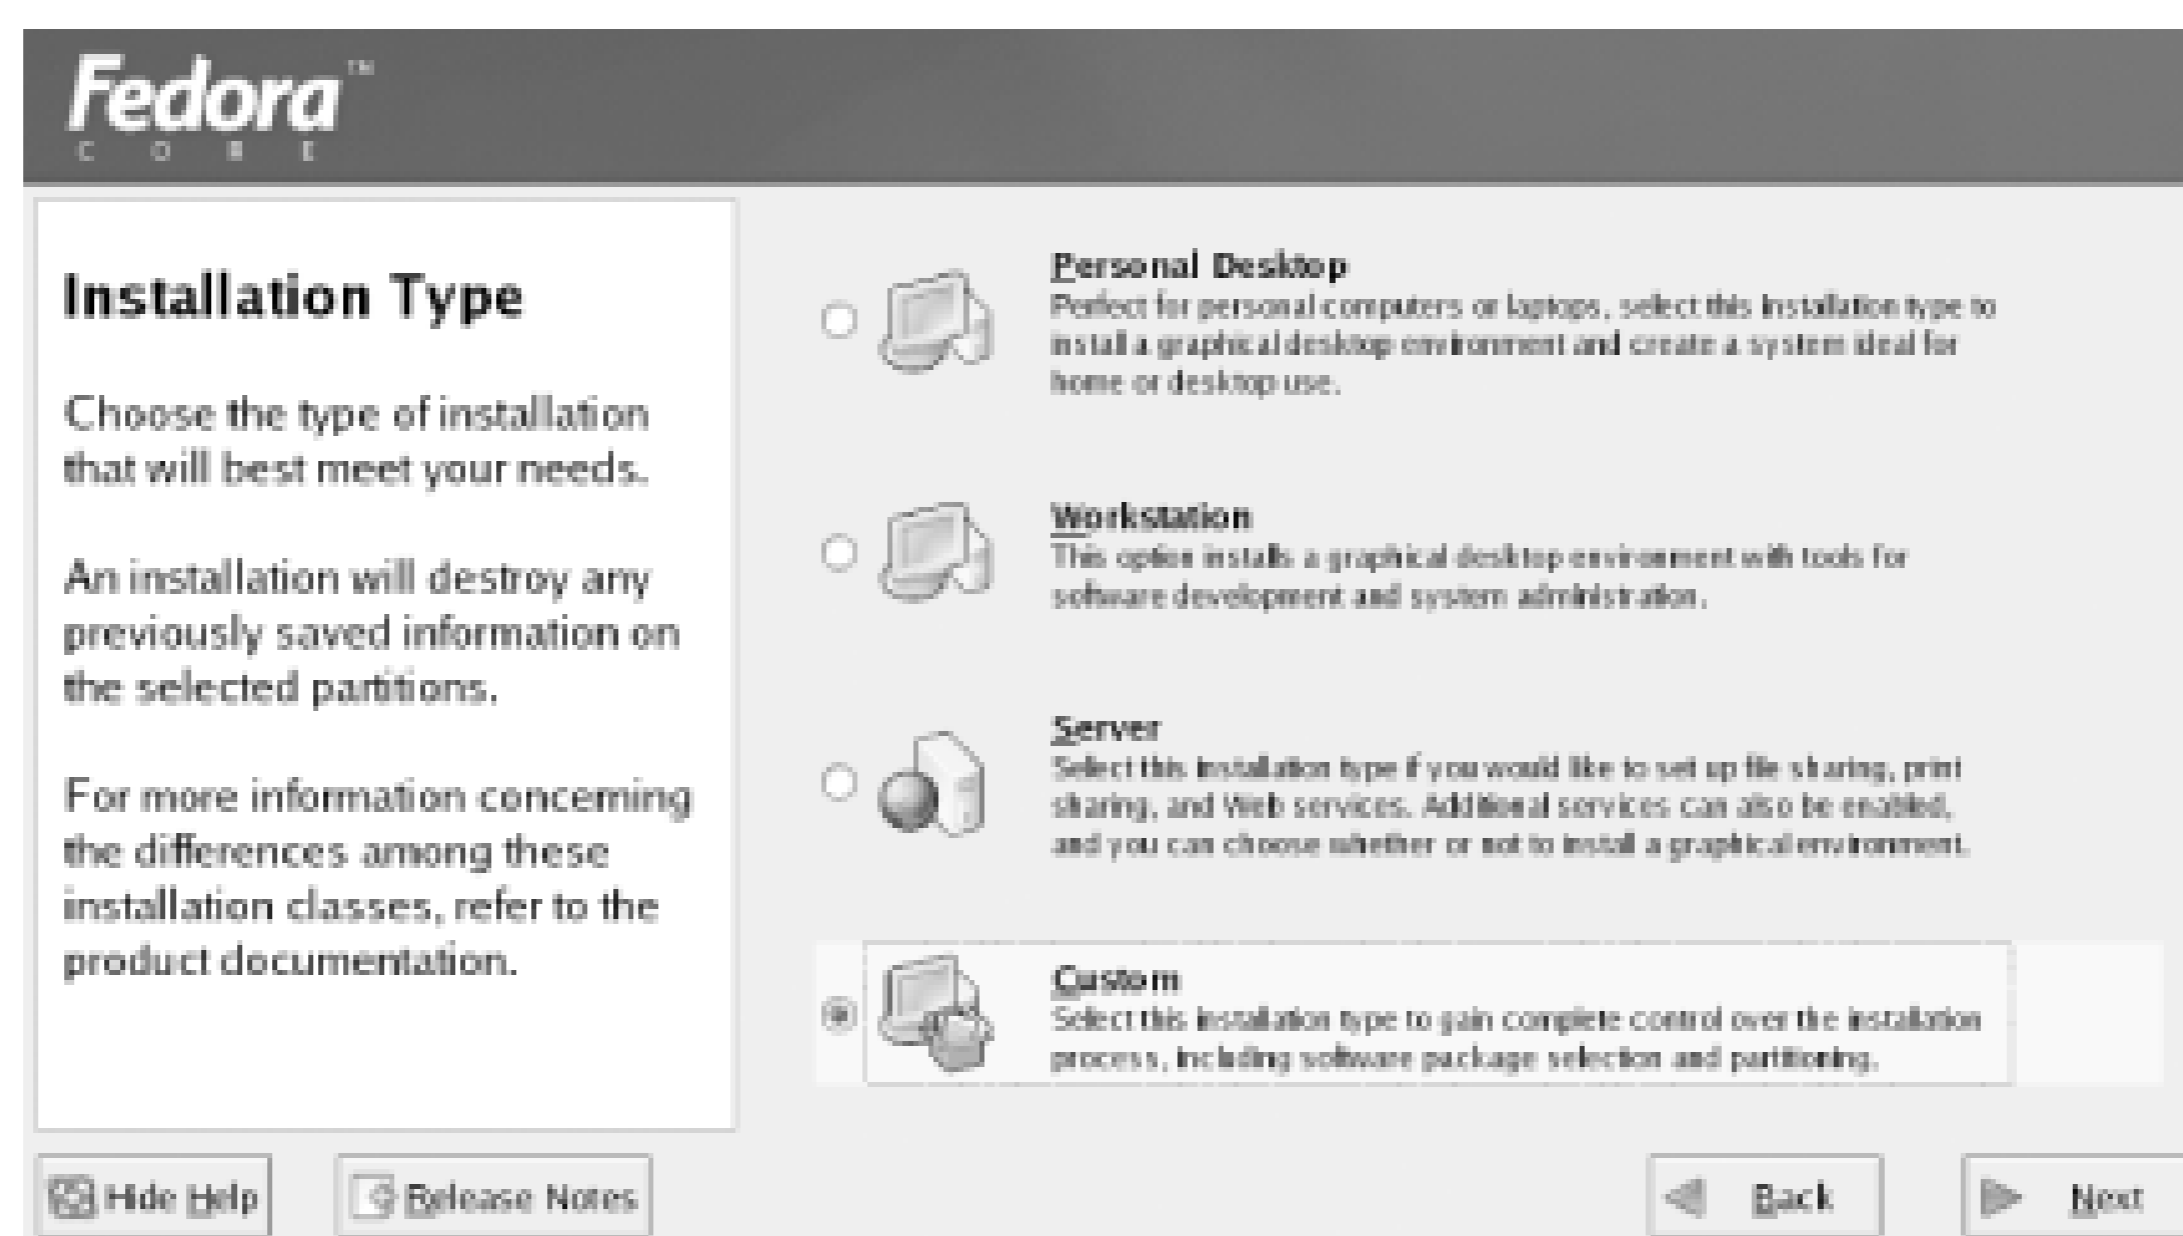 Fedora™
CORE
Installation Type
Choose the type of installation
that will best meet your needs.
An installation will destroy any
previously saved information on
the selected partitions.
For more information concerning
the differences among these
installation classes, refer to the
product documentation.
Personal Desktop
Perfect for personal computers or laptops, select this installation type to
install a graphical desktop environment and create a system ideal for
home or desktop use.
Workstation
This option installs a graphical desktop environment with tools for
software development and system administration.
Server
Select this installation type if you would like to set up file sharing, print
sharing, and Web services. Additional services can also be enabled,
and you can choose whether or not to install a graphical environment.
Custom
Select this installation type to gain complete control over the installation
process, including software package selection and partitioning.
Hide Help
Release Notes
Back
Next